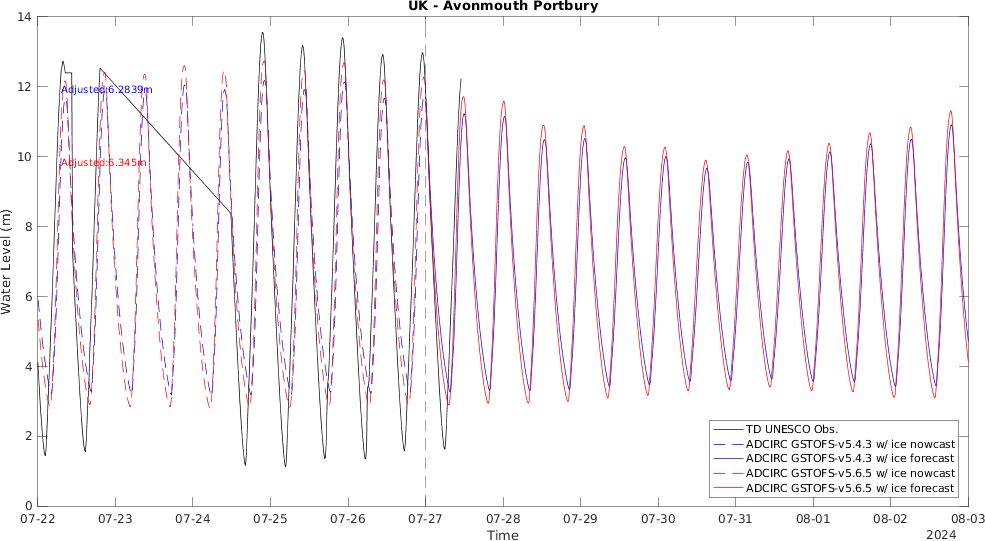 UK - Avonmouth Portbury
Water Level (m)
14
12
10
8
6
4
2
0
Adjusted:6.2839m
Adjusted:6.345m
TD UNESCO Obs.
ADCIRC GSTOFS-v5.4.3 w/ ice nowcast
ADCIRC GSTOFS-v5.4.3 w/ ice forecast
ADCIRC GSTOFS-v5.6.5 w/ ice nowcast
ADCIRC GSTOFS-v5.6.5 w/ ice forecast
07-22 07-23 07-24 07-25 07-26 07-27 07-28 07-29 07-30 07-31 08-01 08-02 08-03
Time
2024